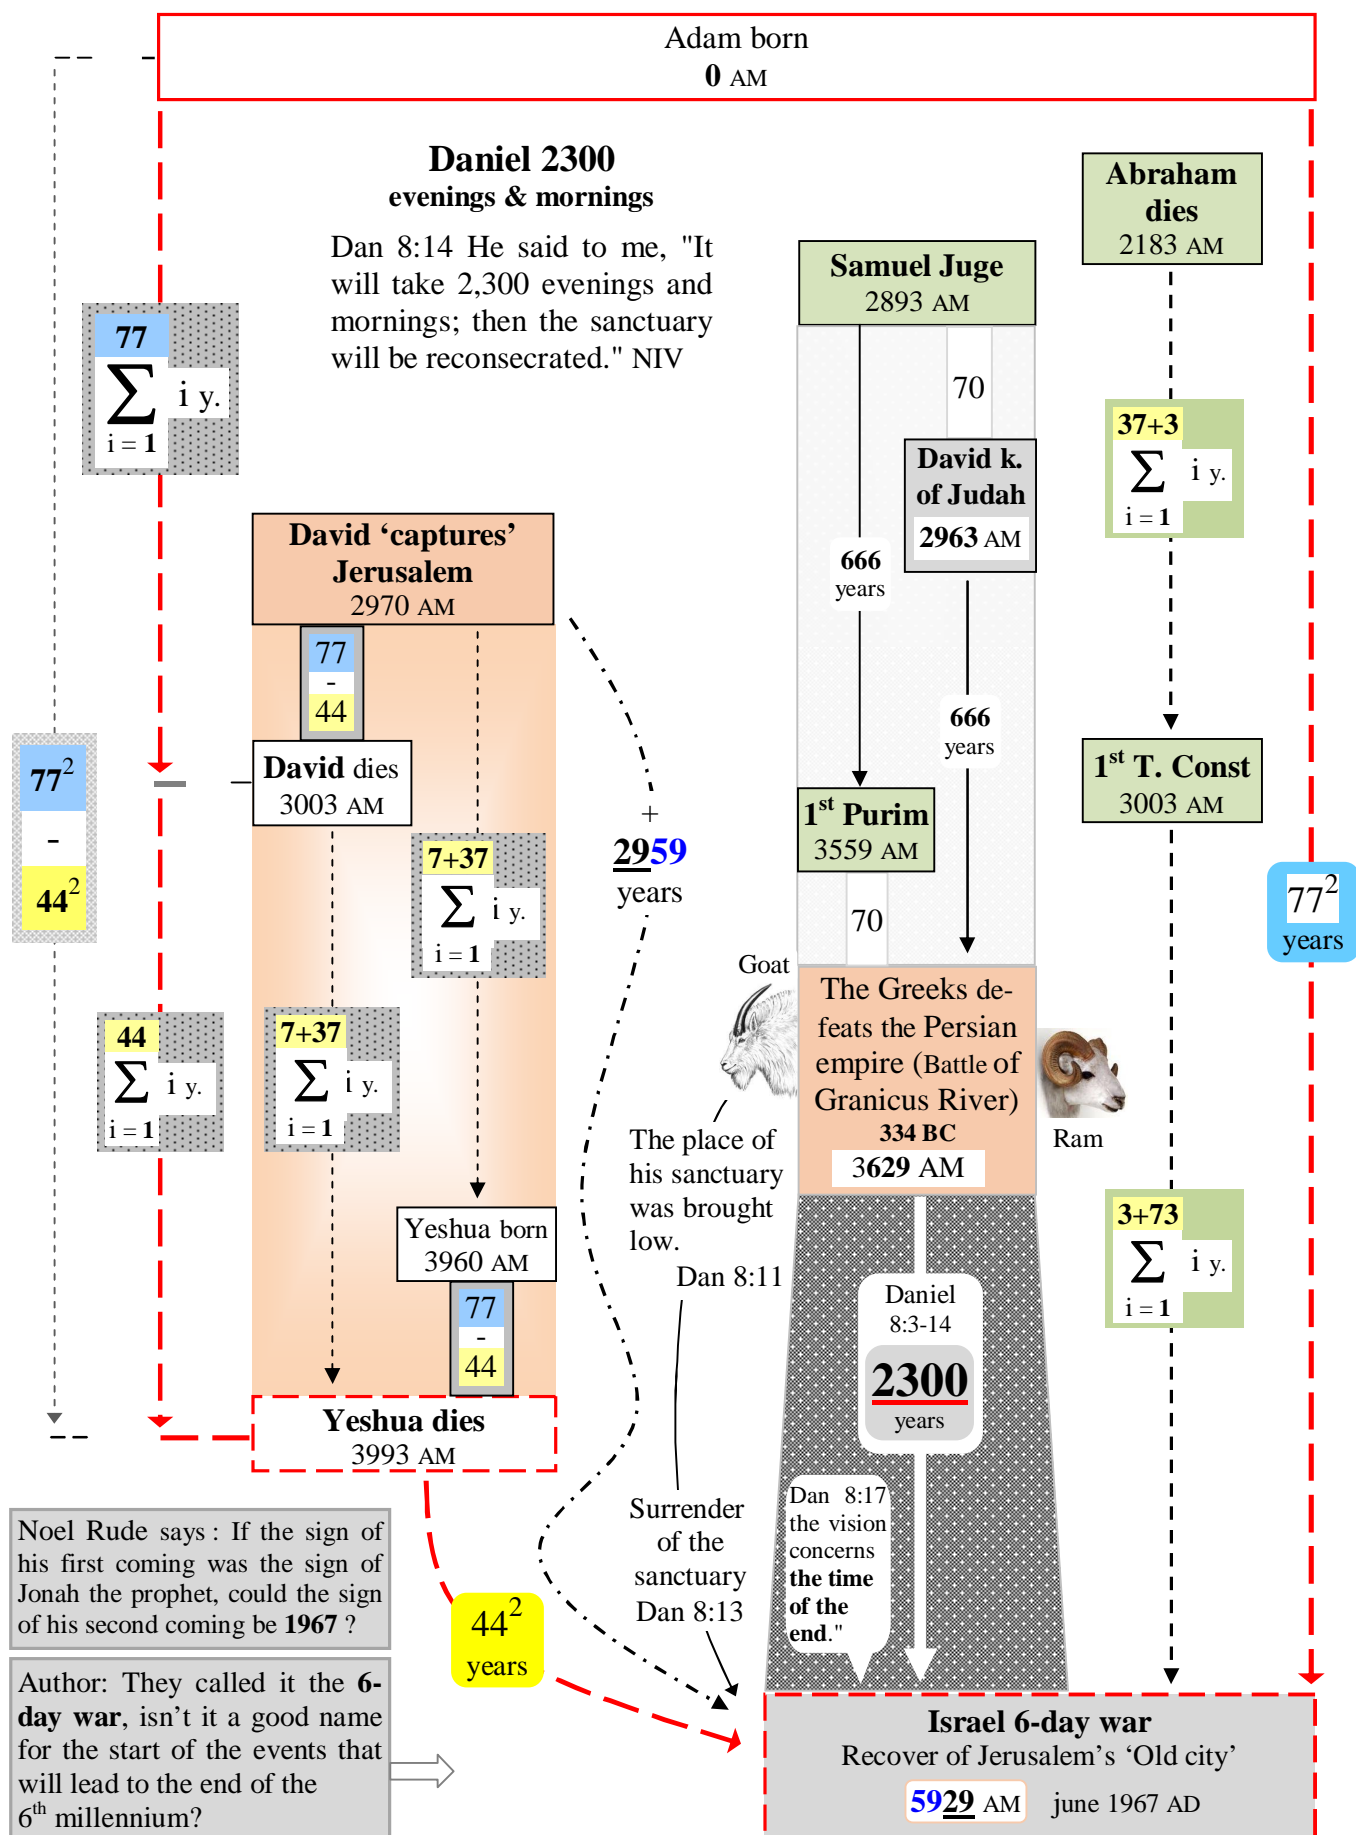 Adam born
0 AM
Daniel 2300
evenings & mornings
Dan 8:14 He said to me, "It
will take 2,300 evenings and
mornings; then the sanctuary
will be reconsecrated." NIV
Abraham
dies
2183 AM
Samuel Juge
2893 AM
77
∑ i y.
i = 1
70
37+3
∑ i y.
i = 1
David k.
of Judah
2963 AM
David ‘captures’
Jerusalem
2970 AM
666
years
77
-
44
666
years
77²
-
44²
David dies
3003 AM
1st T. Const
3003 AM
1st Purim
3559 AM
+
2959
years
7+37
∑ i y.
i = 1
77²
years
70
Goat
The Greeks de-
feats the Persian
empire (Battle of
Granicus River)
334 BC
3629 AM
Ram
44
∑ i y.
i = 1
7+37
∑ i y.
i = 1
The place of
his sanctuary
was brought
low.
Dan 8:11
Yeshua born
3960 AM
3+73
∑ i y.
i = 1
77
-
44
Daniel
8:3-14
2300
years
Yeshua dies
3993 AM
Dan 8:17
the vision
concerns
the time
of the
end."
Surrender
of the
sanctuary
Dan 8:13
Noel Rude says : If the sign of
his first coming was the sign of
Jonah the prophet, could the sign
of his second coming be 1967 ?
44²
years
Author: They called it the 6-
day war, isn’t it a good name
for the start of the events that
will lead to the end of the
6th millennium?
Israel 6-day war
Recover of Jerusalem’s ‘Old city’
5929 AM june 1967 AD